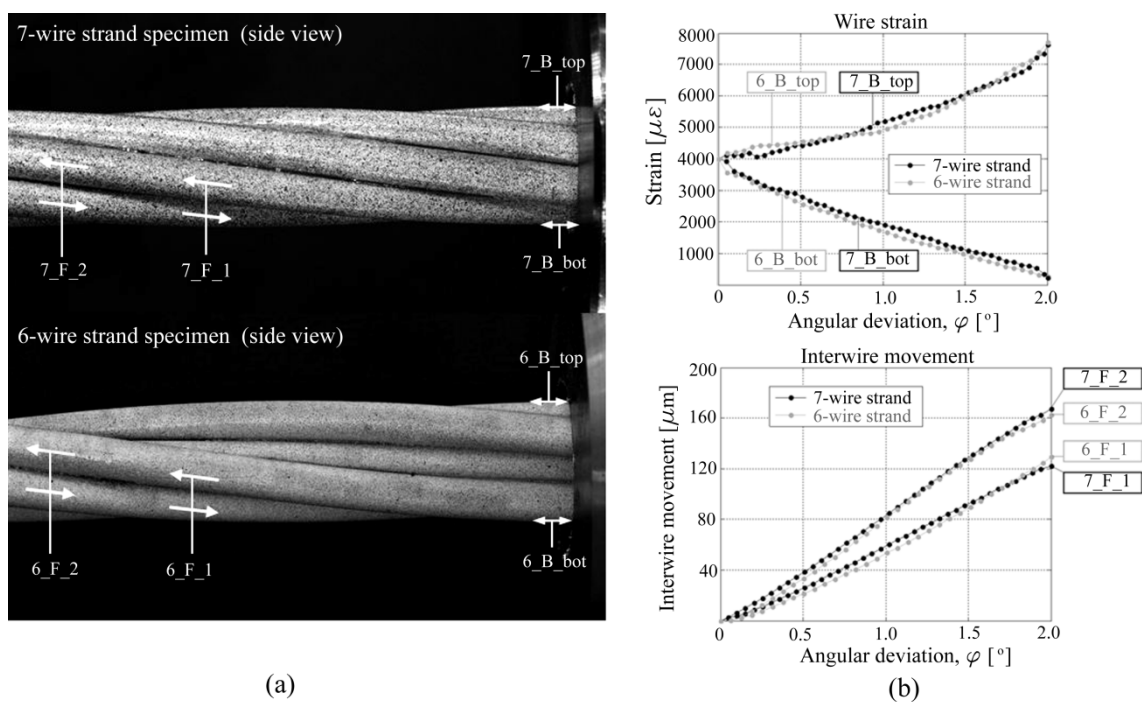 7-wire strand specimen (side view)
7_B_top
7_F_2
7_F_1
7_B_bot
6-wire strand specimen (side view)
6_B_top
6_F_2
6_F_1
6_B_bot
(a)
Wire strain
Strain [με]
8000
7000
6000
5000
4000
3000
2000
1000
6_B_top
7_B_top
7-wire strand
6-wire strand
6_B_bot
7_B_bot
0 0.5 1.0 1.5 2.0
Angular deviation, φ [°]
Interwire movement
Interwire movement [μm]
200
160
120
80
40
7-wire strand
6-wire strand
7_F_2
6_F_2
6_F_1
7_F_1
0 0.5 1.0 1.5 2.0
Angular deviation, φ [°]
(b)